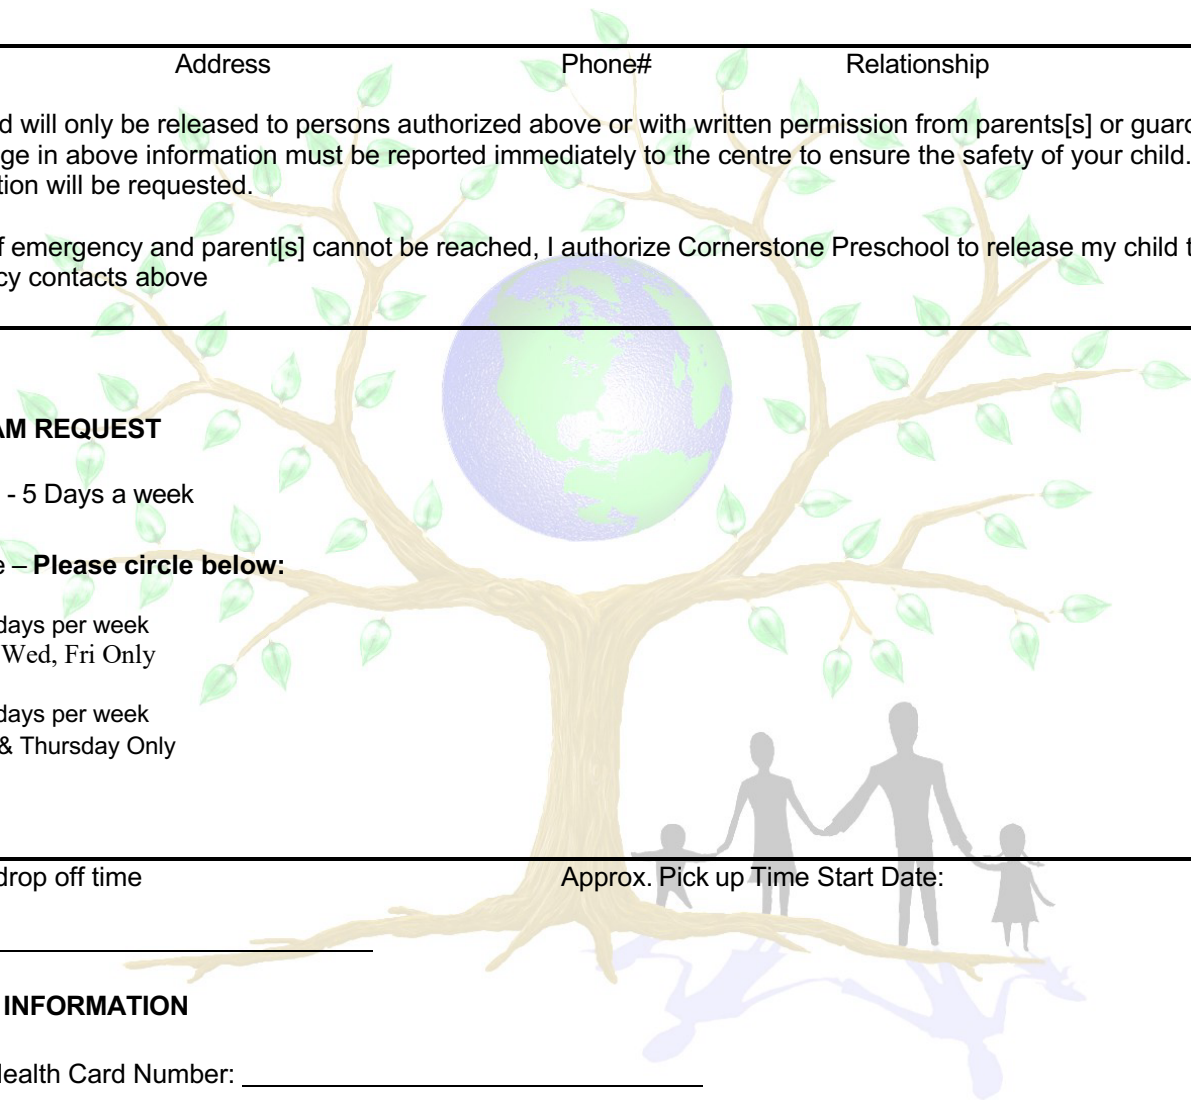 Address Phone# Relationship
d will only be released to persons authorized above or with written permission from parents[s] or guard
ge in above information must be reported immediately to the centre to ensure the safety of your child.
tion will be requested.
f emergency and parent[s] cannot be reached, I authorize Cornerstone Preschool to release my child t
cy contacts above
AM REQUEST
- 5 Days a week
e – Please circle below:
days per week
Wed, Fri Only
days per week
& Thursday Only
drop off time Approx. Pick up Time Start Date:
INFORMATION
Health Card Number: